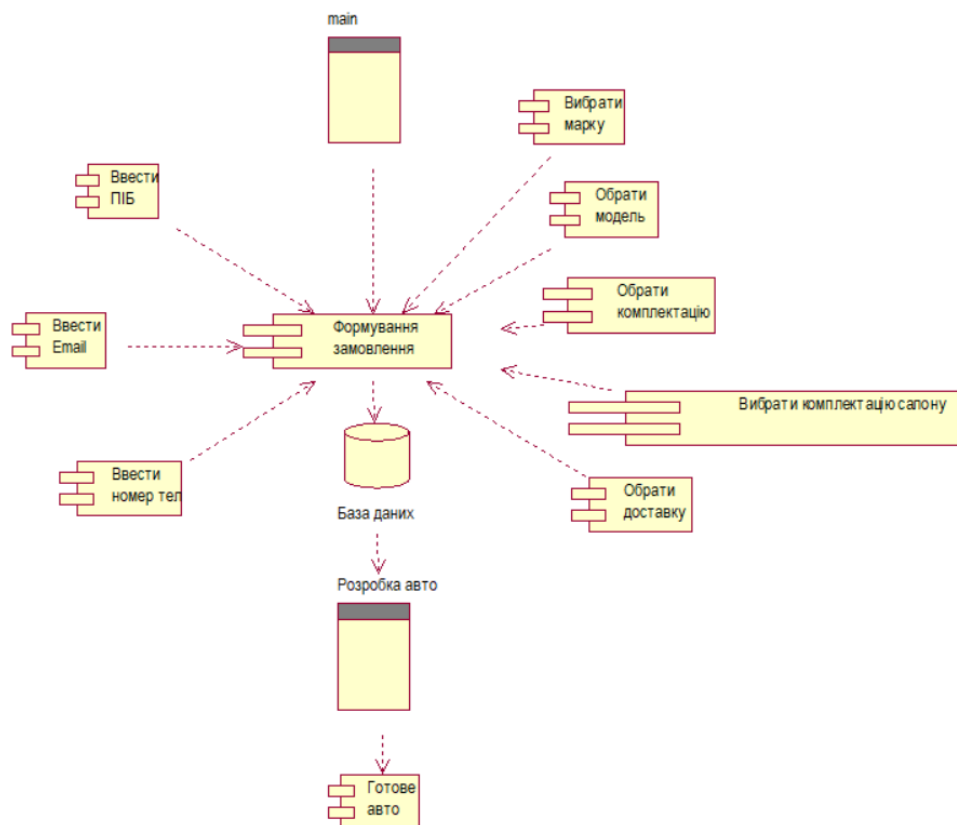 main
Вибрати
марку
Ввести
ПІБ
Обрати
модель
Обрати
комплектацію
Ввести
Email
Формування
замовлення
Вибрати комплектацію салону
Ввести
номер тел
Обрати
доставку
База даних
Розробка авто
Готове
авто